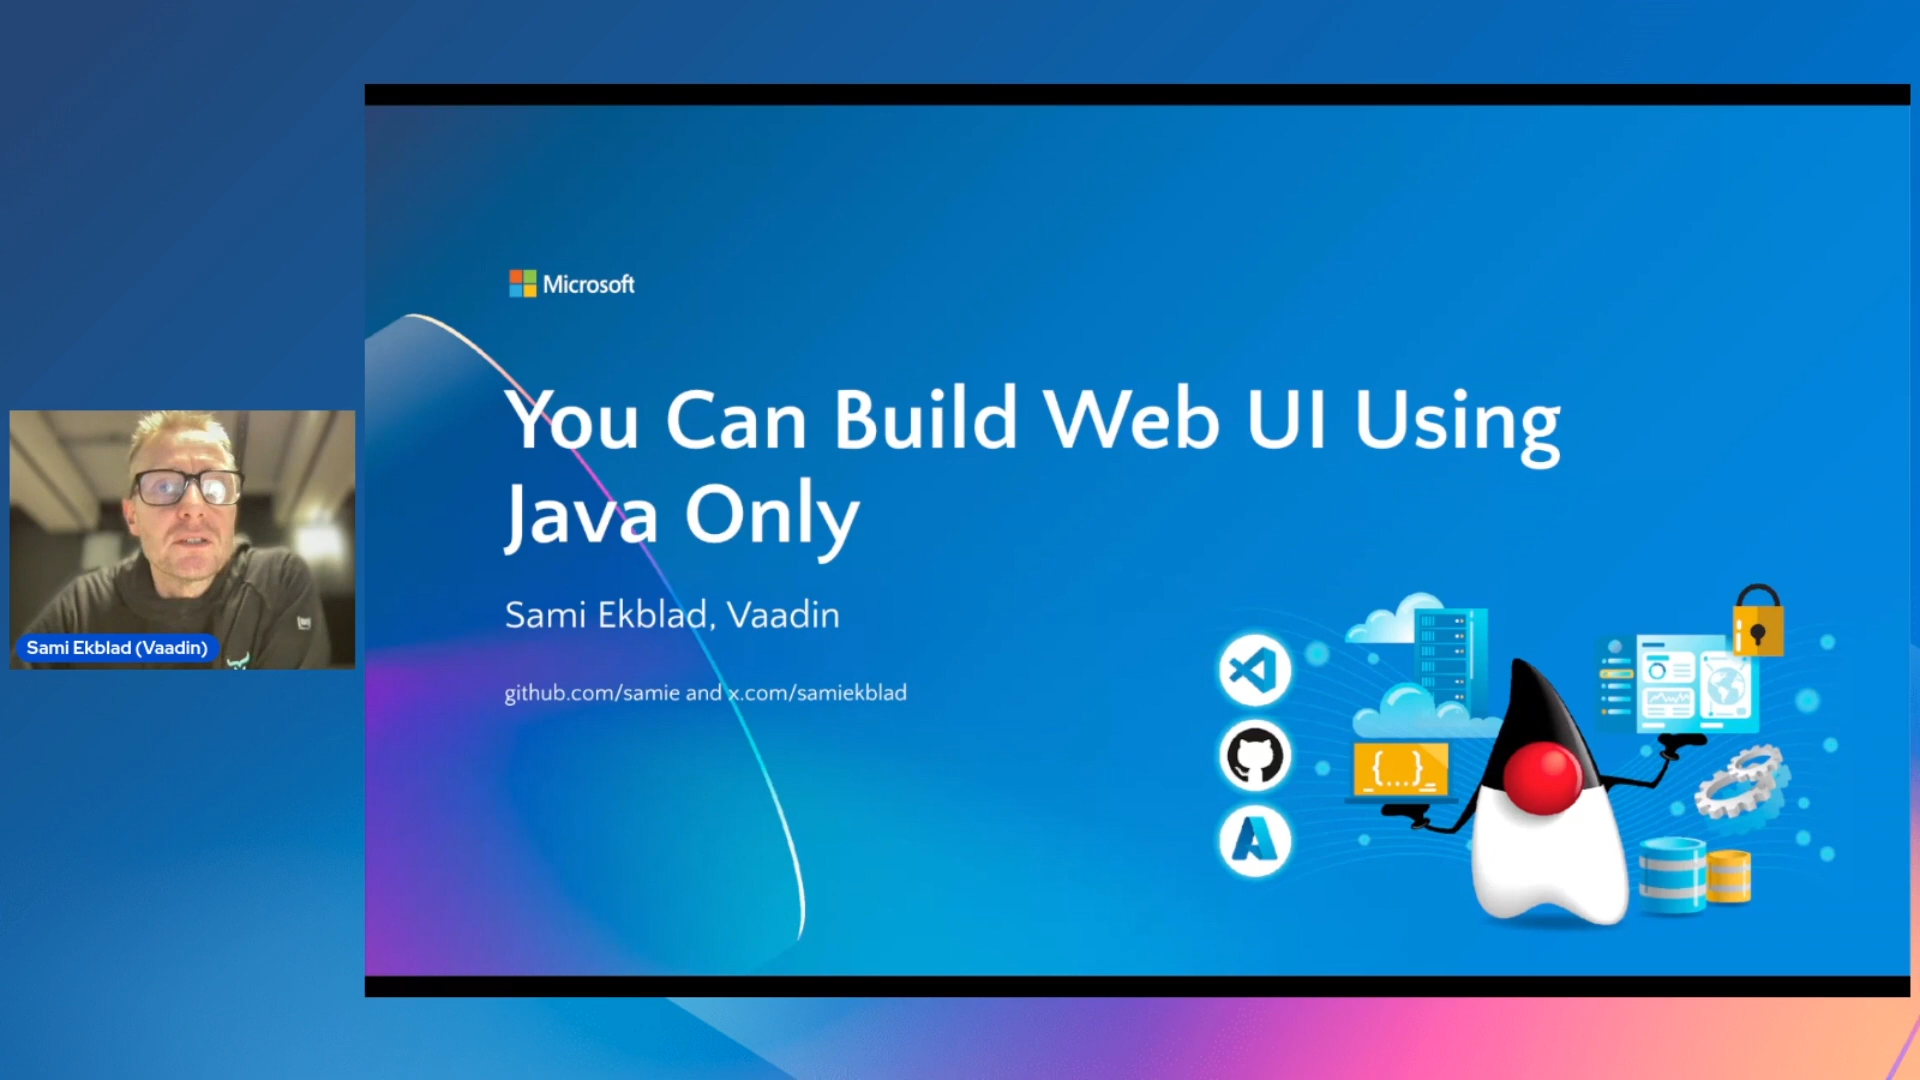 Microsoft
You Can Build Web UI Using
Java Only
Sami Ekblad, Vaadin
github.com/samie and x.com/samiekblad
{...}
Sami Ekblad (Vaadin)